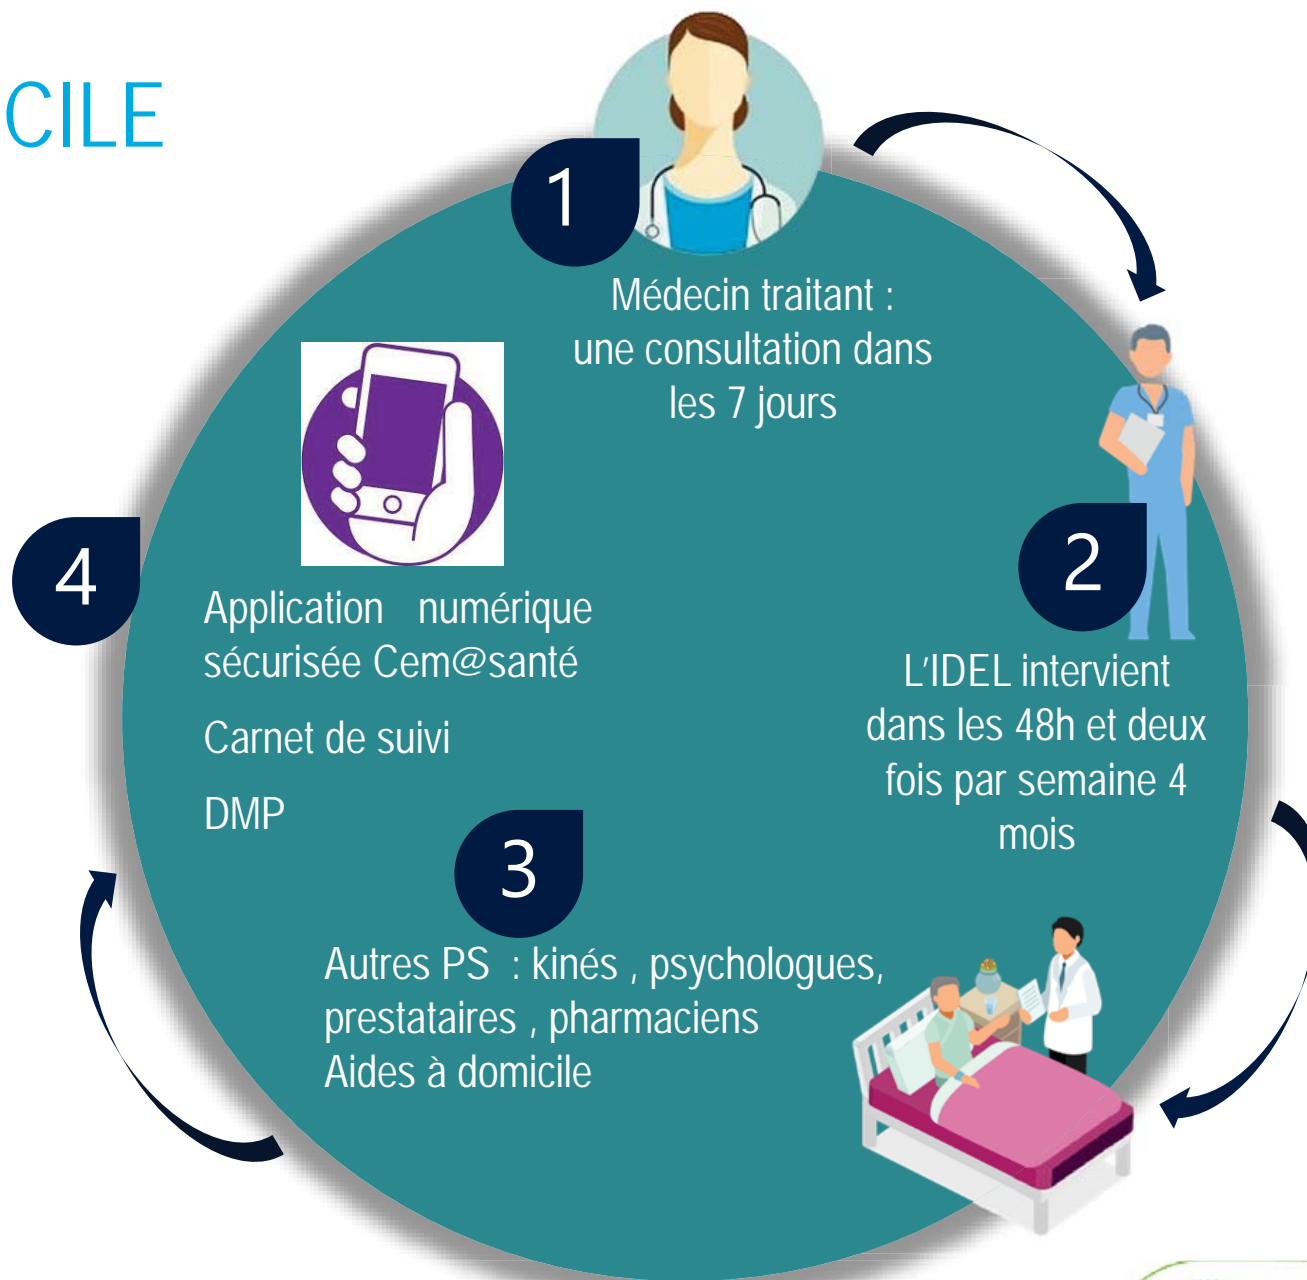 CILE
1
Médecin traitant :
une consultation dans
les 7 jours
2
L'IDEL intervient
dans les 48h et deux
fois par semaine 4
mois
3
Autres PS : kinés , psychologues,
prestataires , pharmaciens
Aides à domicile
4
Application numérique
sécurisée Cem@santé
Carnet de suivi
DMP